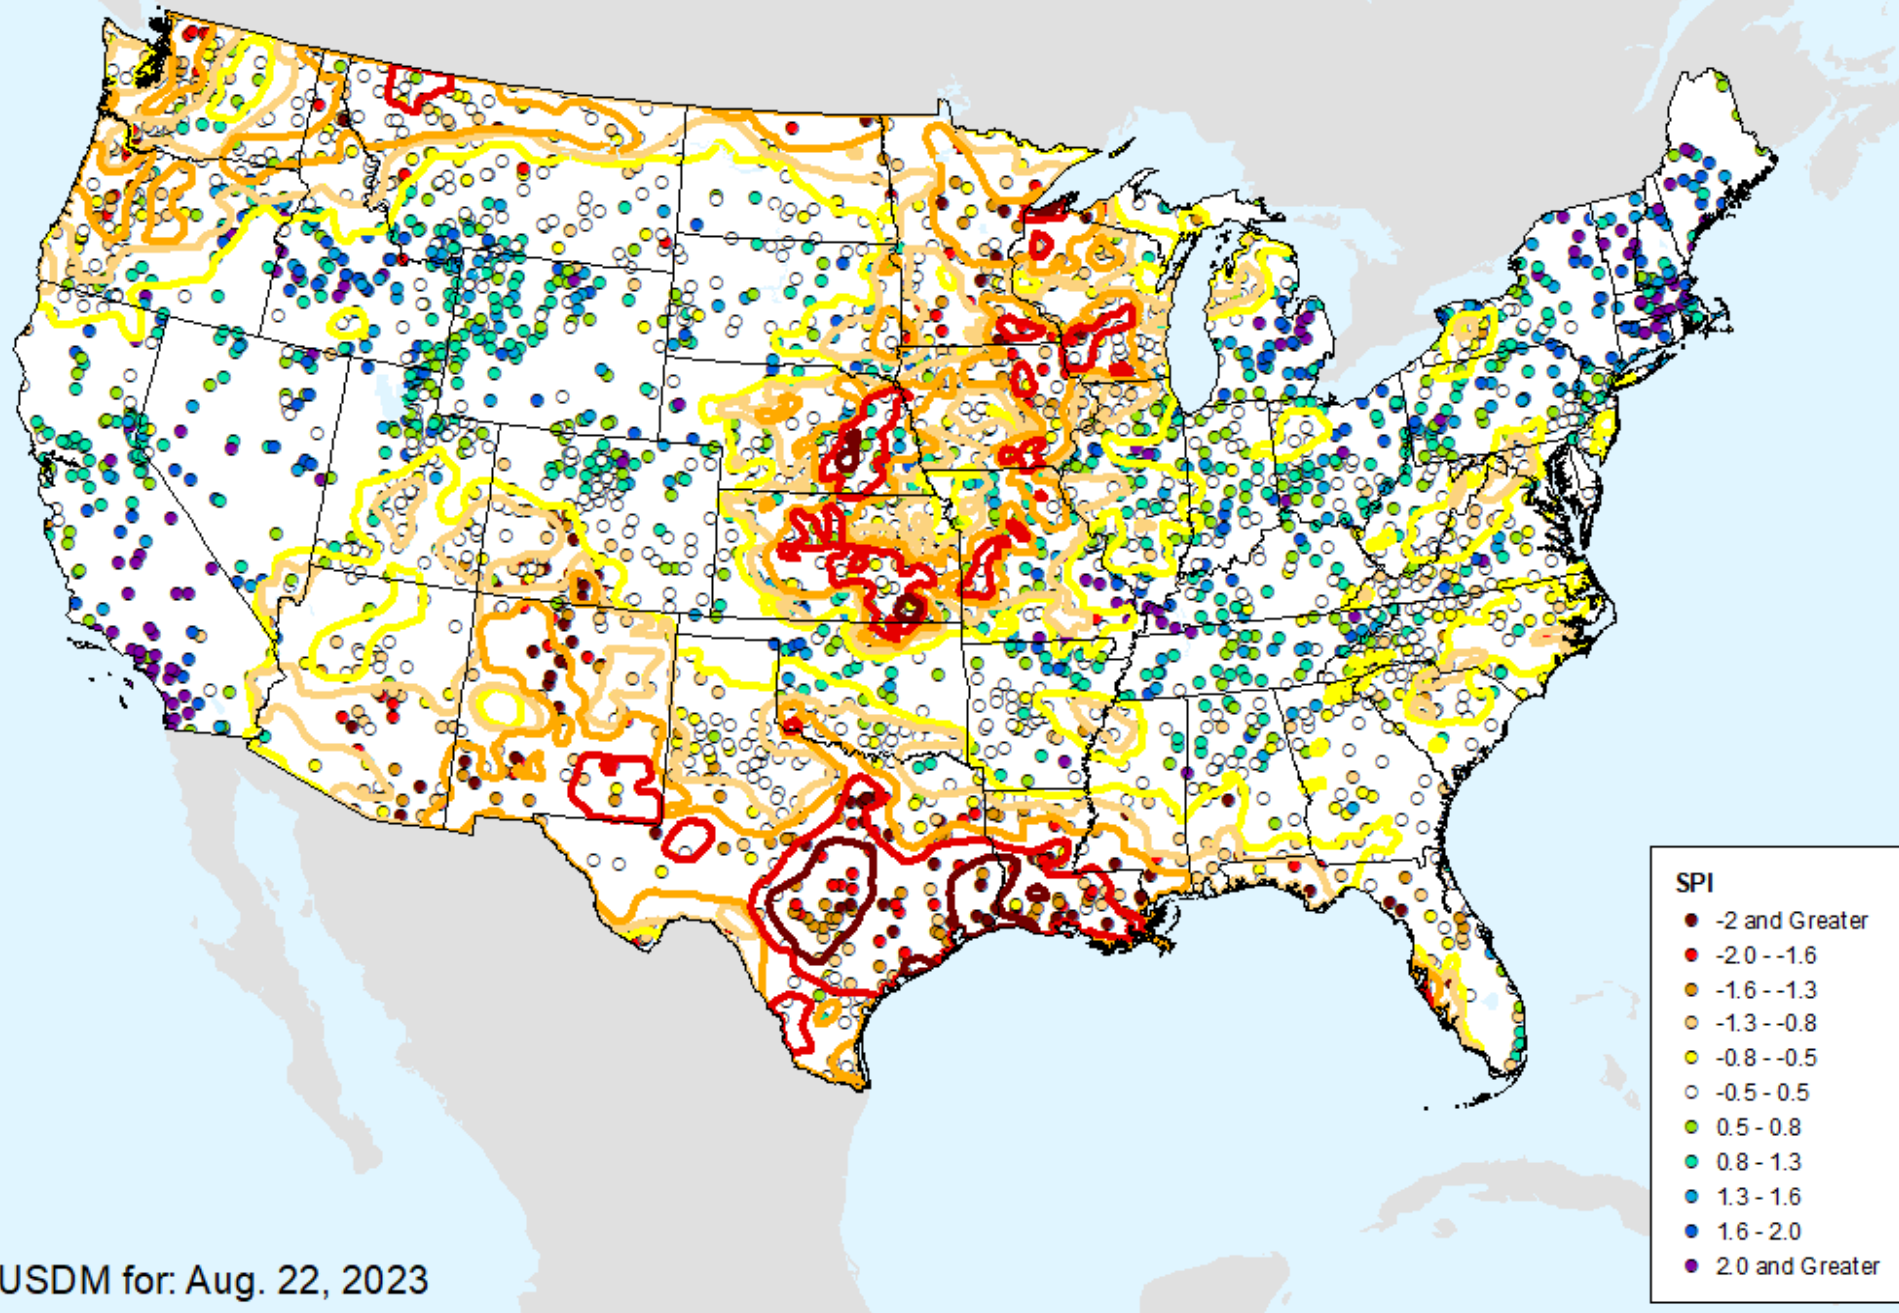 SPI
-2 and Greater
-2.0 - -1.6
-1.6 - -1.3
-1.3 - -0.8
-0.8 - -0.5
-0.5 - 0.5
0.5 - 0.8
0.8 - 1.3
1.3 - 1.6
1.6 - 2.0
2.0 and Greater
USDM for: Aug. 22, 2023